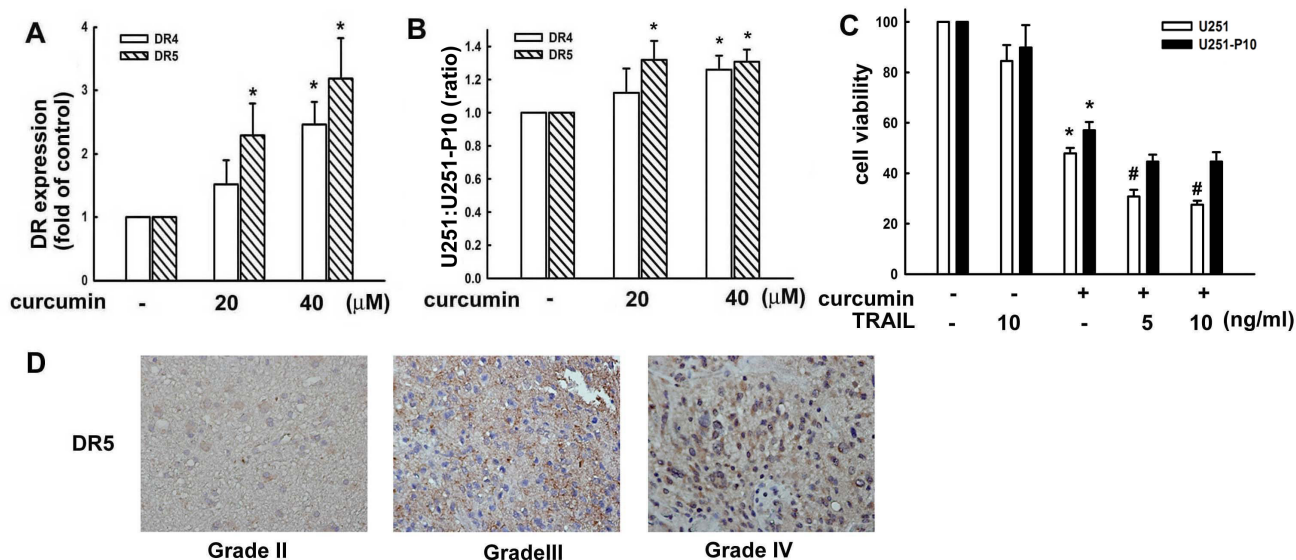 A
DR expression
(fold of control)
4
3
2
1
0
DR4
DR5
*
*
*
curcumin - 20 40 (μM)
B
U251:U251-P10 (ratio)
1.4
1.2
1.0
0.8
0.6
0.4
0.2
0.0
DR4
DR5
*
*
*
curcumin - 20 40 (μM)
C
cell viability
100
80
60
40
20
0
U251
U251-P10
*
*
#
#
curcumin - - + + +
TRAIL - 10 - 5 10 (ng/ml)
D
DR5
Grade II
GradeIII
Grade IV